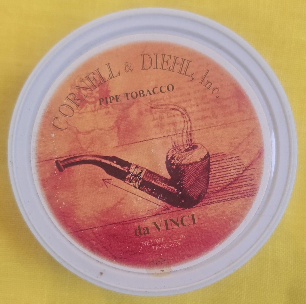 CORNELL & DIEHL, Inc.
PIPE TOBACCO
da VINCI